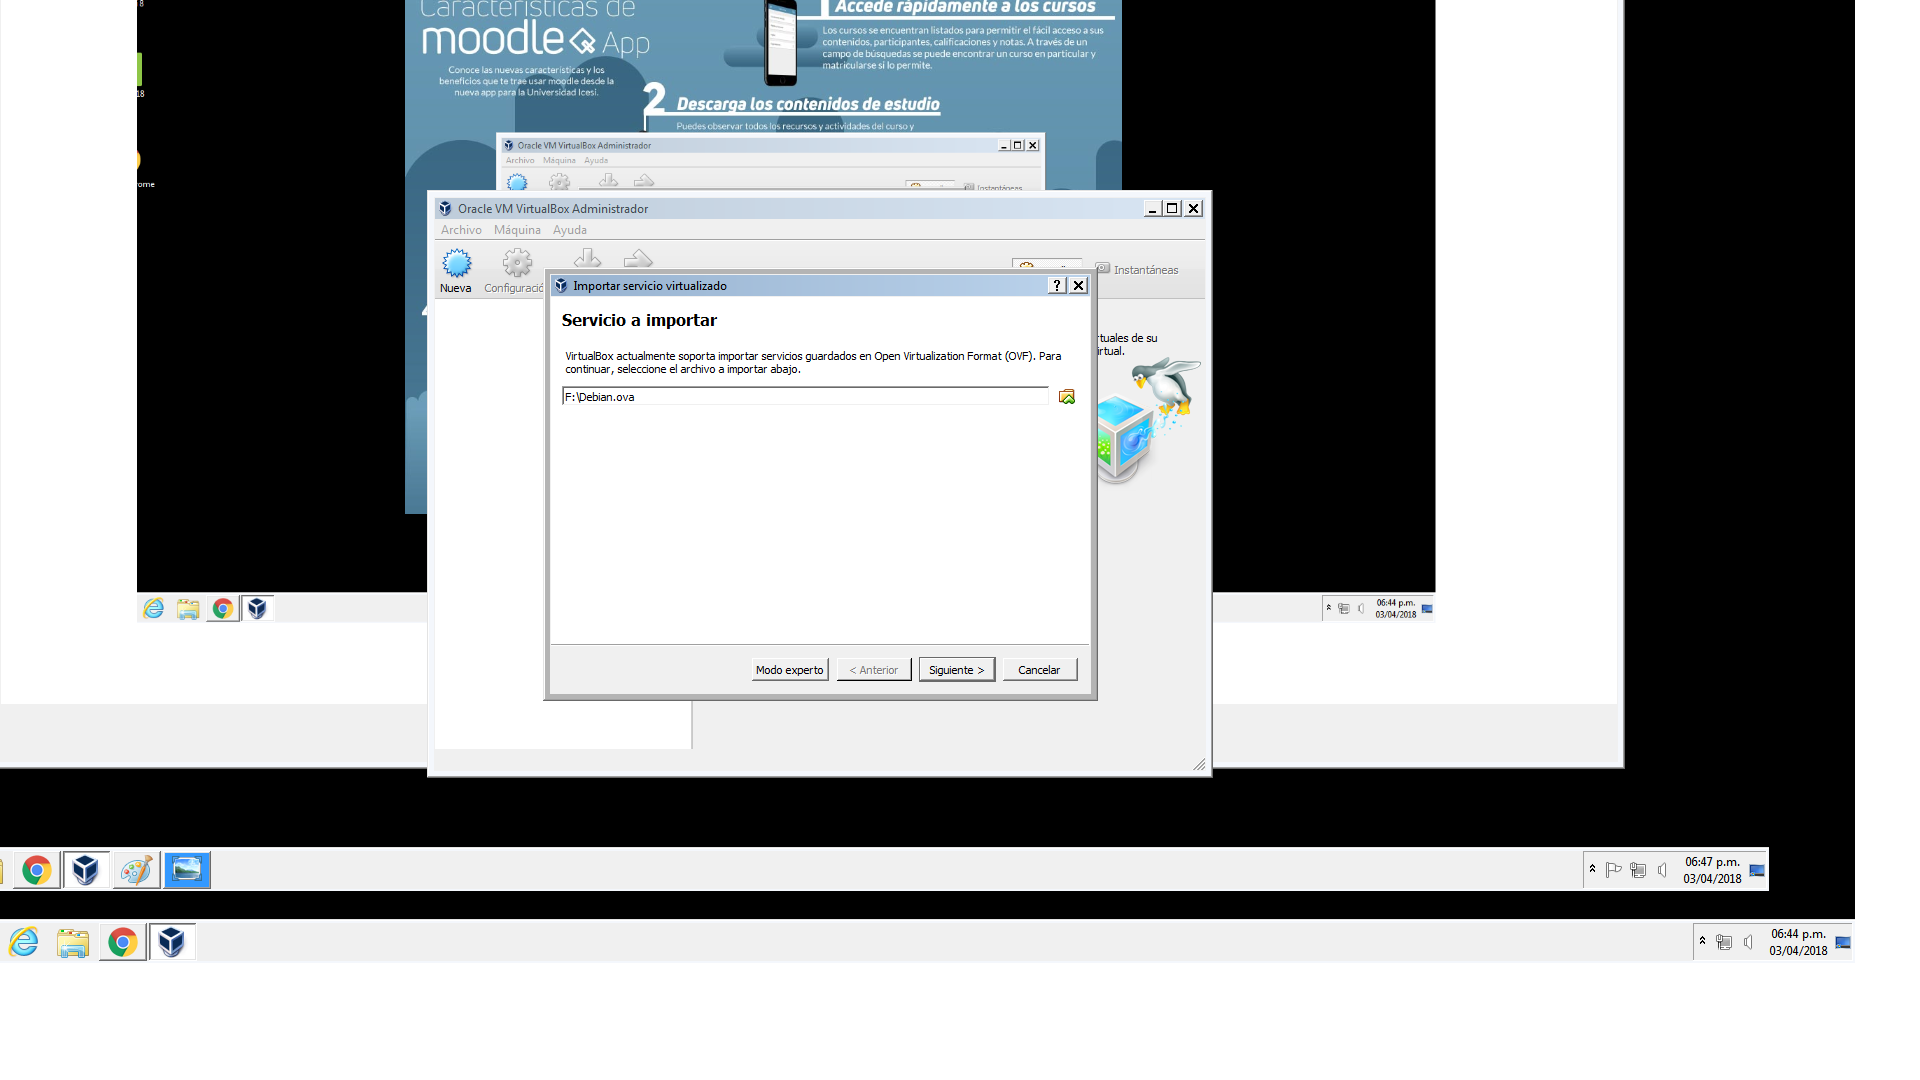 Características de
moodle App
Conoce las nuevas características y los
beneficios que te trae usar moodle desde la
nueva app para la Universidad Icesi.
1 Accede rápidamente a los cursos
Los cursos se encuentran listados para permitir el fácil acceso a sus
contenidos, participantes, calificaciones y notas. A través de un
campo de búsquedas se puede encontrar un curso en particular y
matricularse si lo permite.
2 Descarga los contenidos de estudio
Puedes observar todos los recursos y actividades del curso y
18
18
ome
Oracle VM VirtualBox Administrador
Archivo Máquina Ayuda
Instantáneas
Oracle VM VirtualBox Administrador
Archivo Máquina Ayuda
Nueva
Configuració
Instantáneas
rtuales de su
irtual.
Importar servicio virtualizado
Servicio a importar
VirtualBox actualmente soporta importar servicios guardados en Open Virtualization Format (OVF). Para
continuar, seleccione el archivo a importar abajo.
F:\Debian.ova
Modo experto
< Anterior
Siguiente >
Cancelar
06:44 p.m.
03/04/2018
06:47 p.m.
03/04/2018
06:44 p.m.
03/04/2018